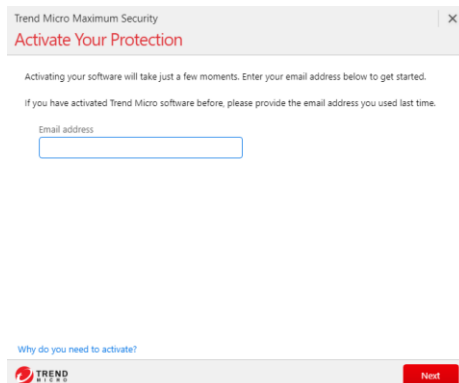 Trend Micro Maximum Security
Activate Your Protection
Activating your software will take just a few moments. Enter your email address below to get started.
If you have activated Trend Micro software before, please provide the email address you used last time.
Email address
Why do you need to activate?
TREND
MICRO
Next